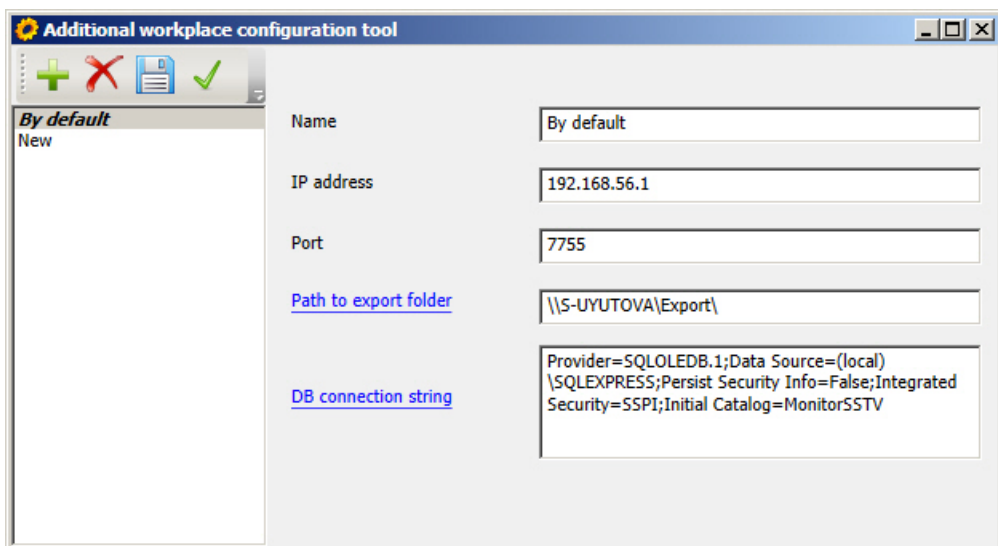 Additional workplace configuration tool
By default
New
Name
By default
IP address
192.168.56.1
Port
7755
Path to export folder
\\S-UYUTOVA\Export\
DB connection string
Provider=SQLOLEDB.1;Data Source=(local)
\SQLEXPRESS;Persist Security Info=False;Integrated
Security=SSPI;Initial Catalog=MonitorSSTV